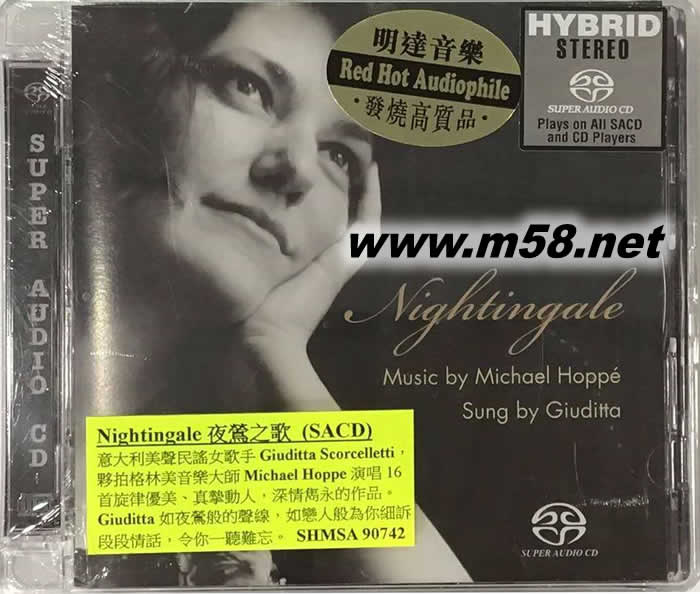 SUPER AUDIO CD
明達音樂
Red Hot Audiophile
·發燒高質品·
HYBRID
STEREO
SUPER AUDIO CD
Plays on All SACD
and CD Players
www.m58.net
Nightingale
Music by Michael Hoppé
Sung by Giuditta
Nightingale 夜鶯之歌 (SACD)
意大利美聲民謠女歌手 Giuditta Scorcelletti，
夥拍格林美音樂大師 Michael Hoppe 演唱 16
首旋律優美、真摯動人，深情雋永的作品。
Giuditta 如夜鶯般的聲線，如戀人般為你細訴
段段情話，令你一聽難忘。 SHMSA 90742
SUPER AUDIO CD